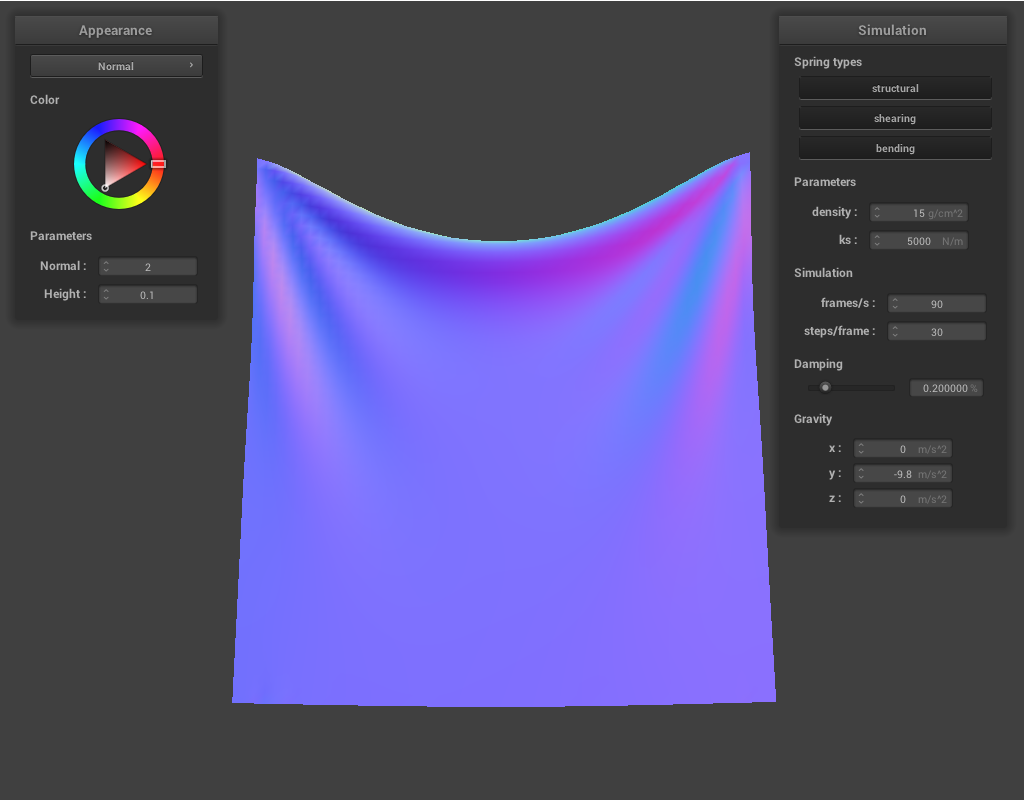 Appearance
Normal ›
Color
Parameters
Normal : 2
Height : 0.1
Simulation
Spring types
structural
shearing
bending
Parameters
density : 15 g/cm^2
ks : 5000 N/m
Simulation
frames/s : 90
steps/frame : 30
Damping
0.200000 %
Gravity
x : 0 m/s^2
y : -9.8 m/s^2
z : 0 m/s^2